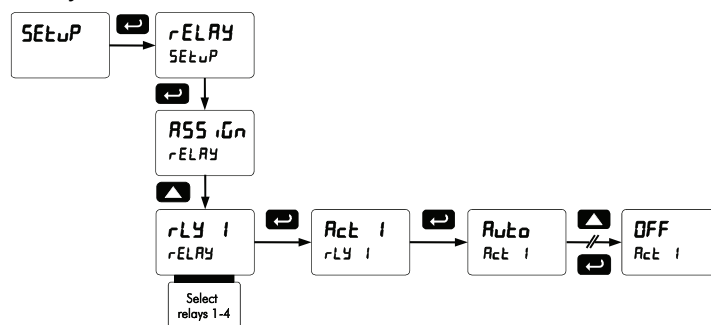 SEtuP
rELAY
SEtuP
ASSiGn
rELAY
rLY 1
rELAY
Act 1
rLY 1
Auto
Act 1
OFF
Act 1
Select
relays 1-4